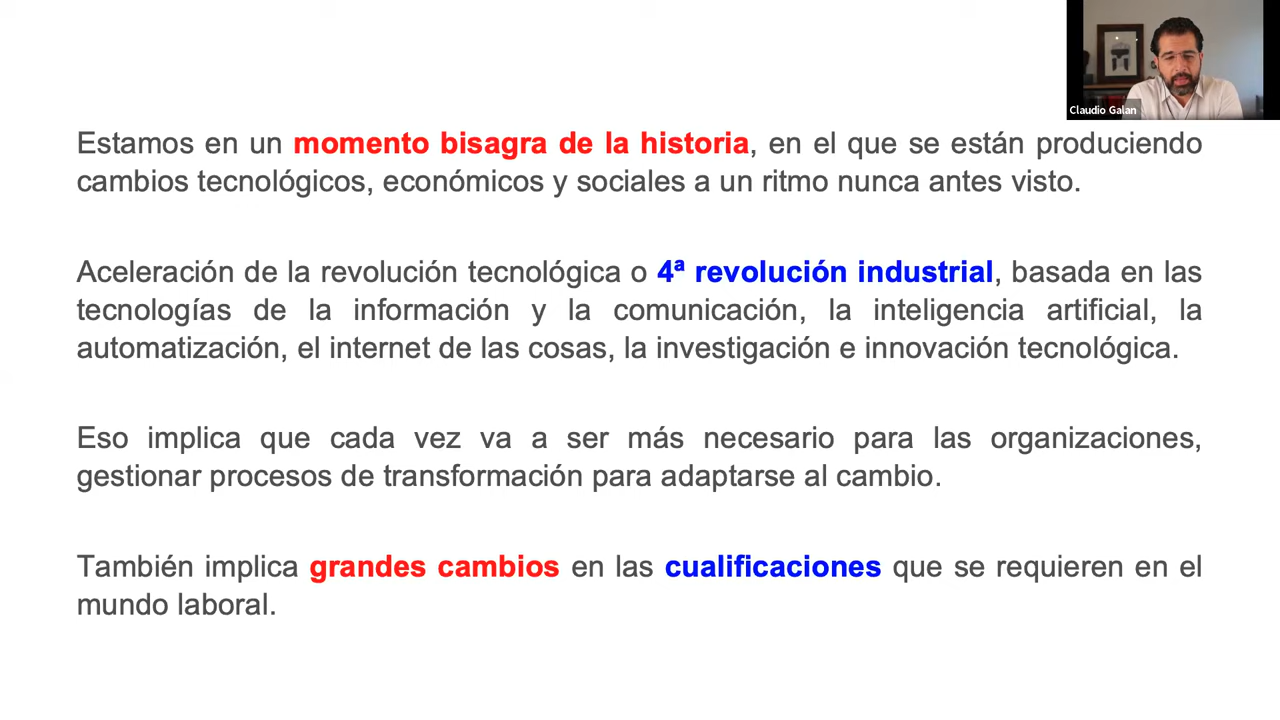 Claudio Galan
Estamos en un momento bisagra de la historia, en el que se están produciendo
cambios tecnológicos, económicos y sociales a un ritmo nunca antes visto.
Aceleración de la revolución tecnológica o 4ª revolución industrial, basada en las
tecnologías de la información y la comunicación, la inteligencia artificial, la
automatización, el internet de las cosas, la investigación e innovación tecnológica.
Eso implica que cada vez va a ser más necesario para las organizaciones,
gestionar procesos de transformación para adaptarse al cambio.
También implica grandes cambios en las cualificaciones que se requieren en el
mundo laboral.